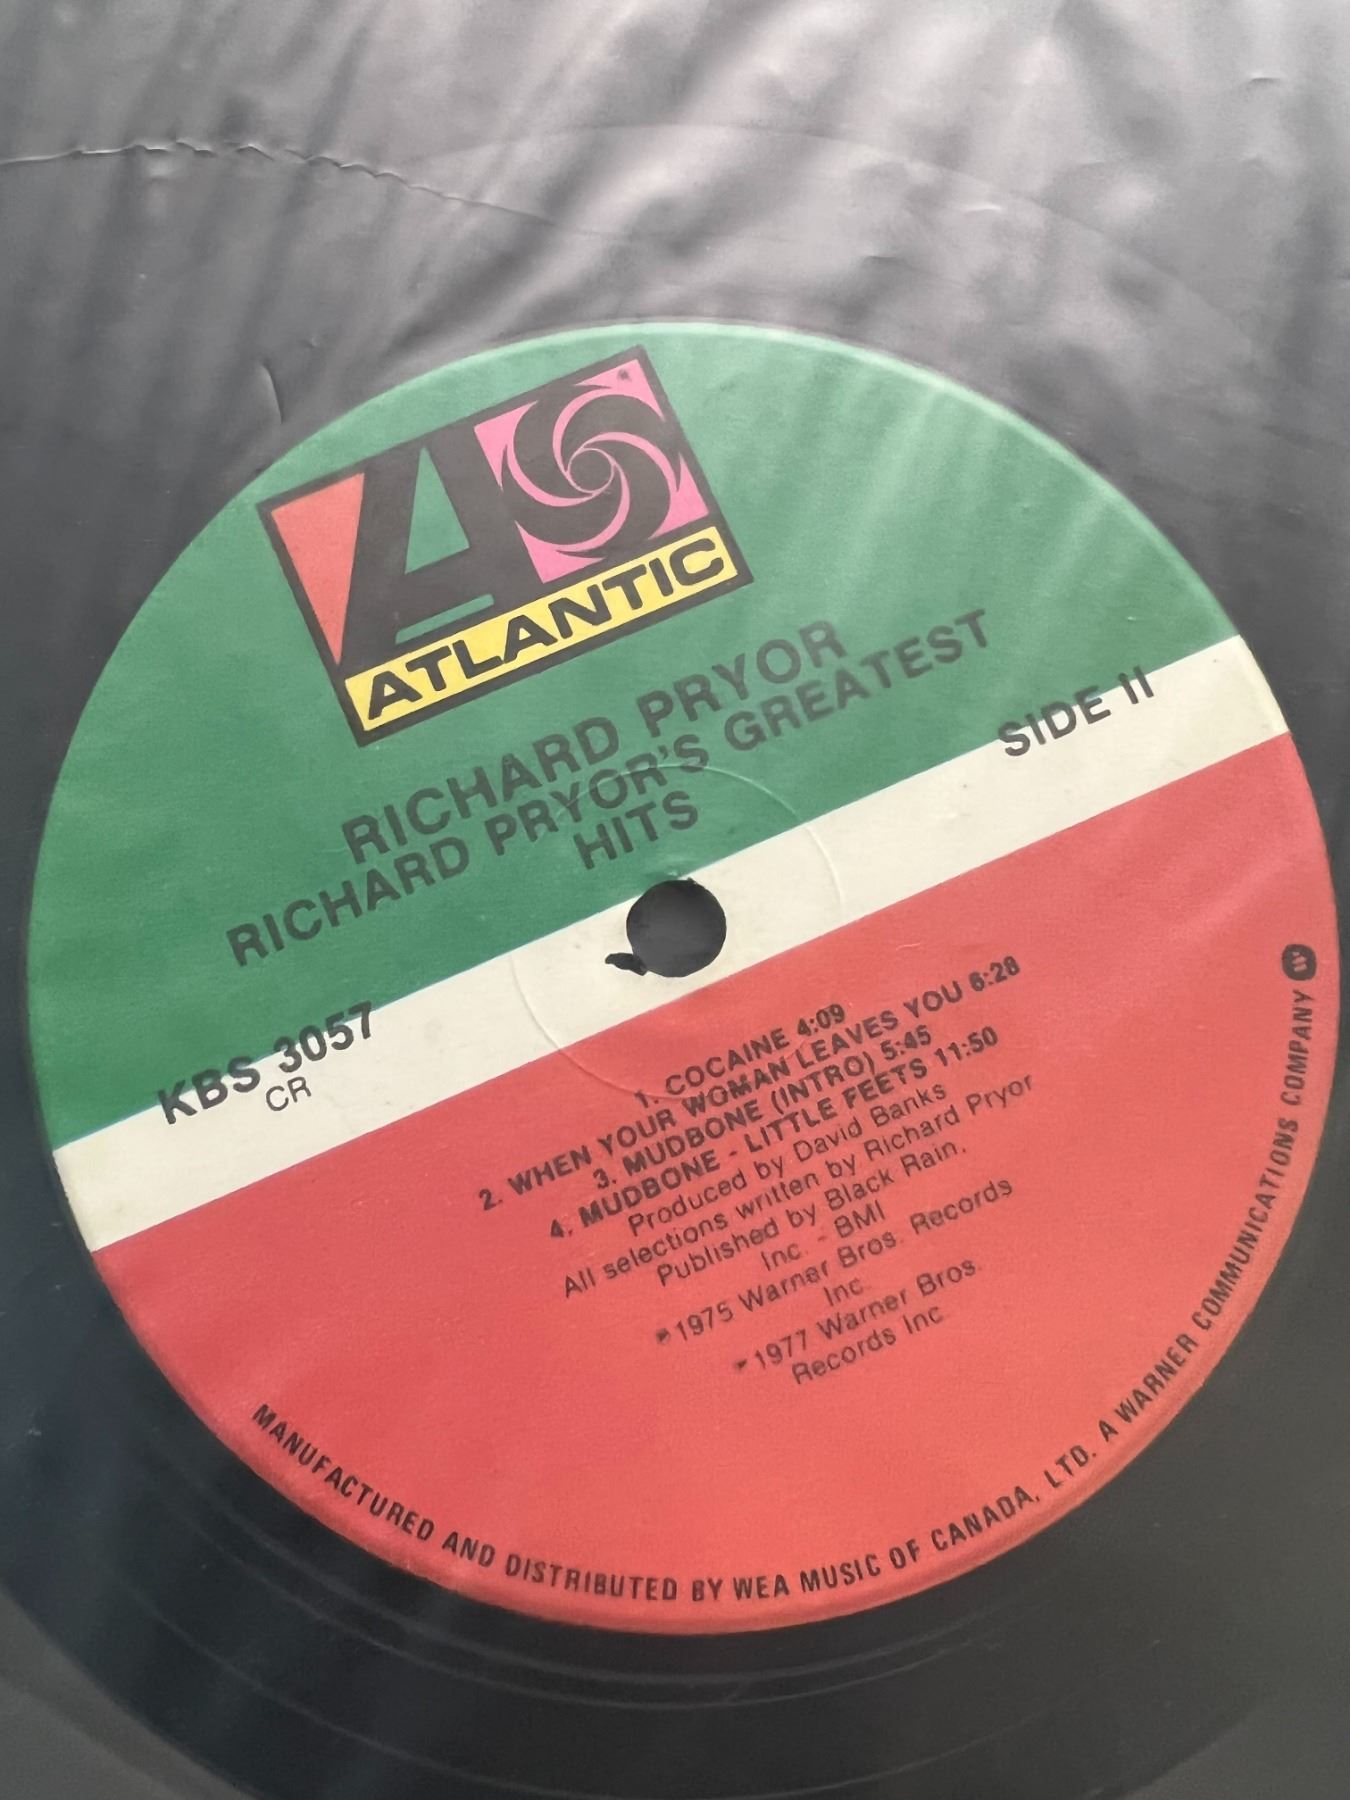 ATLANTIC
RICHARD PRYOR
RICHARD PRYOR'S GREATEST
HITS
SIDE II
KBS 3057
CR
1. COCAINE 4:09
2. WHEN YOUR WOMAN LEAVES YOU 6:28
3. MUDBONE (INTRO) 5:45
4. MUDBONE - LITTLE FEETS 11:50
Produced by David Banks
All selections written by Richard Pryor
Published by Black Rain,
Inc. - BMI
℗1975 Warner Bros. Records
Inc.
℗1977 Warner Bros.
Records Inc
MANUFACTURED AND DISTRIBUTED BY WEA MUSIC OF CANADA, LTD. A WARNER COMMUNICATIONS COMPANY